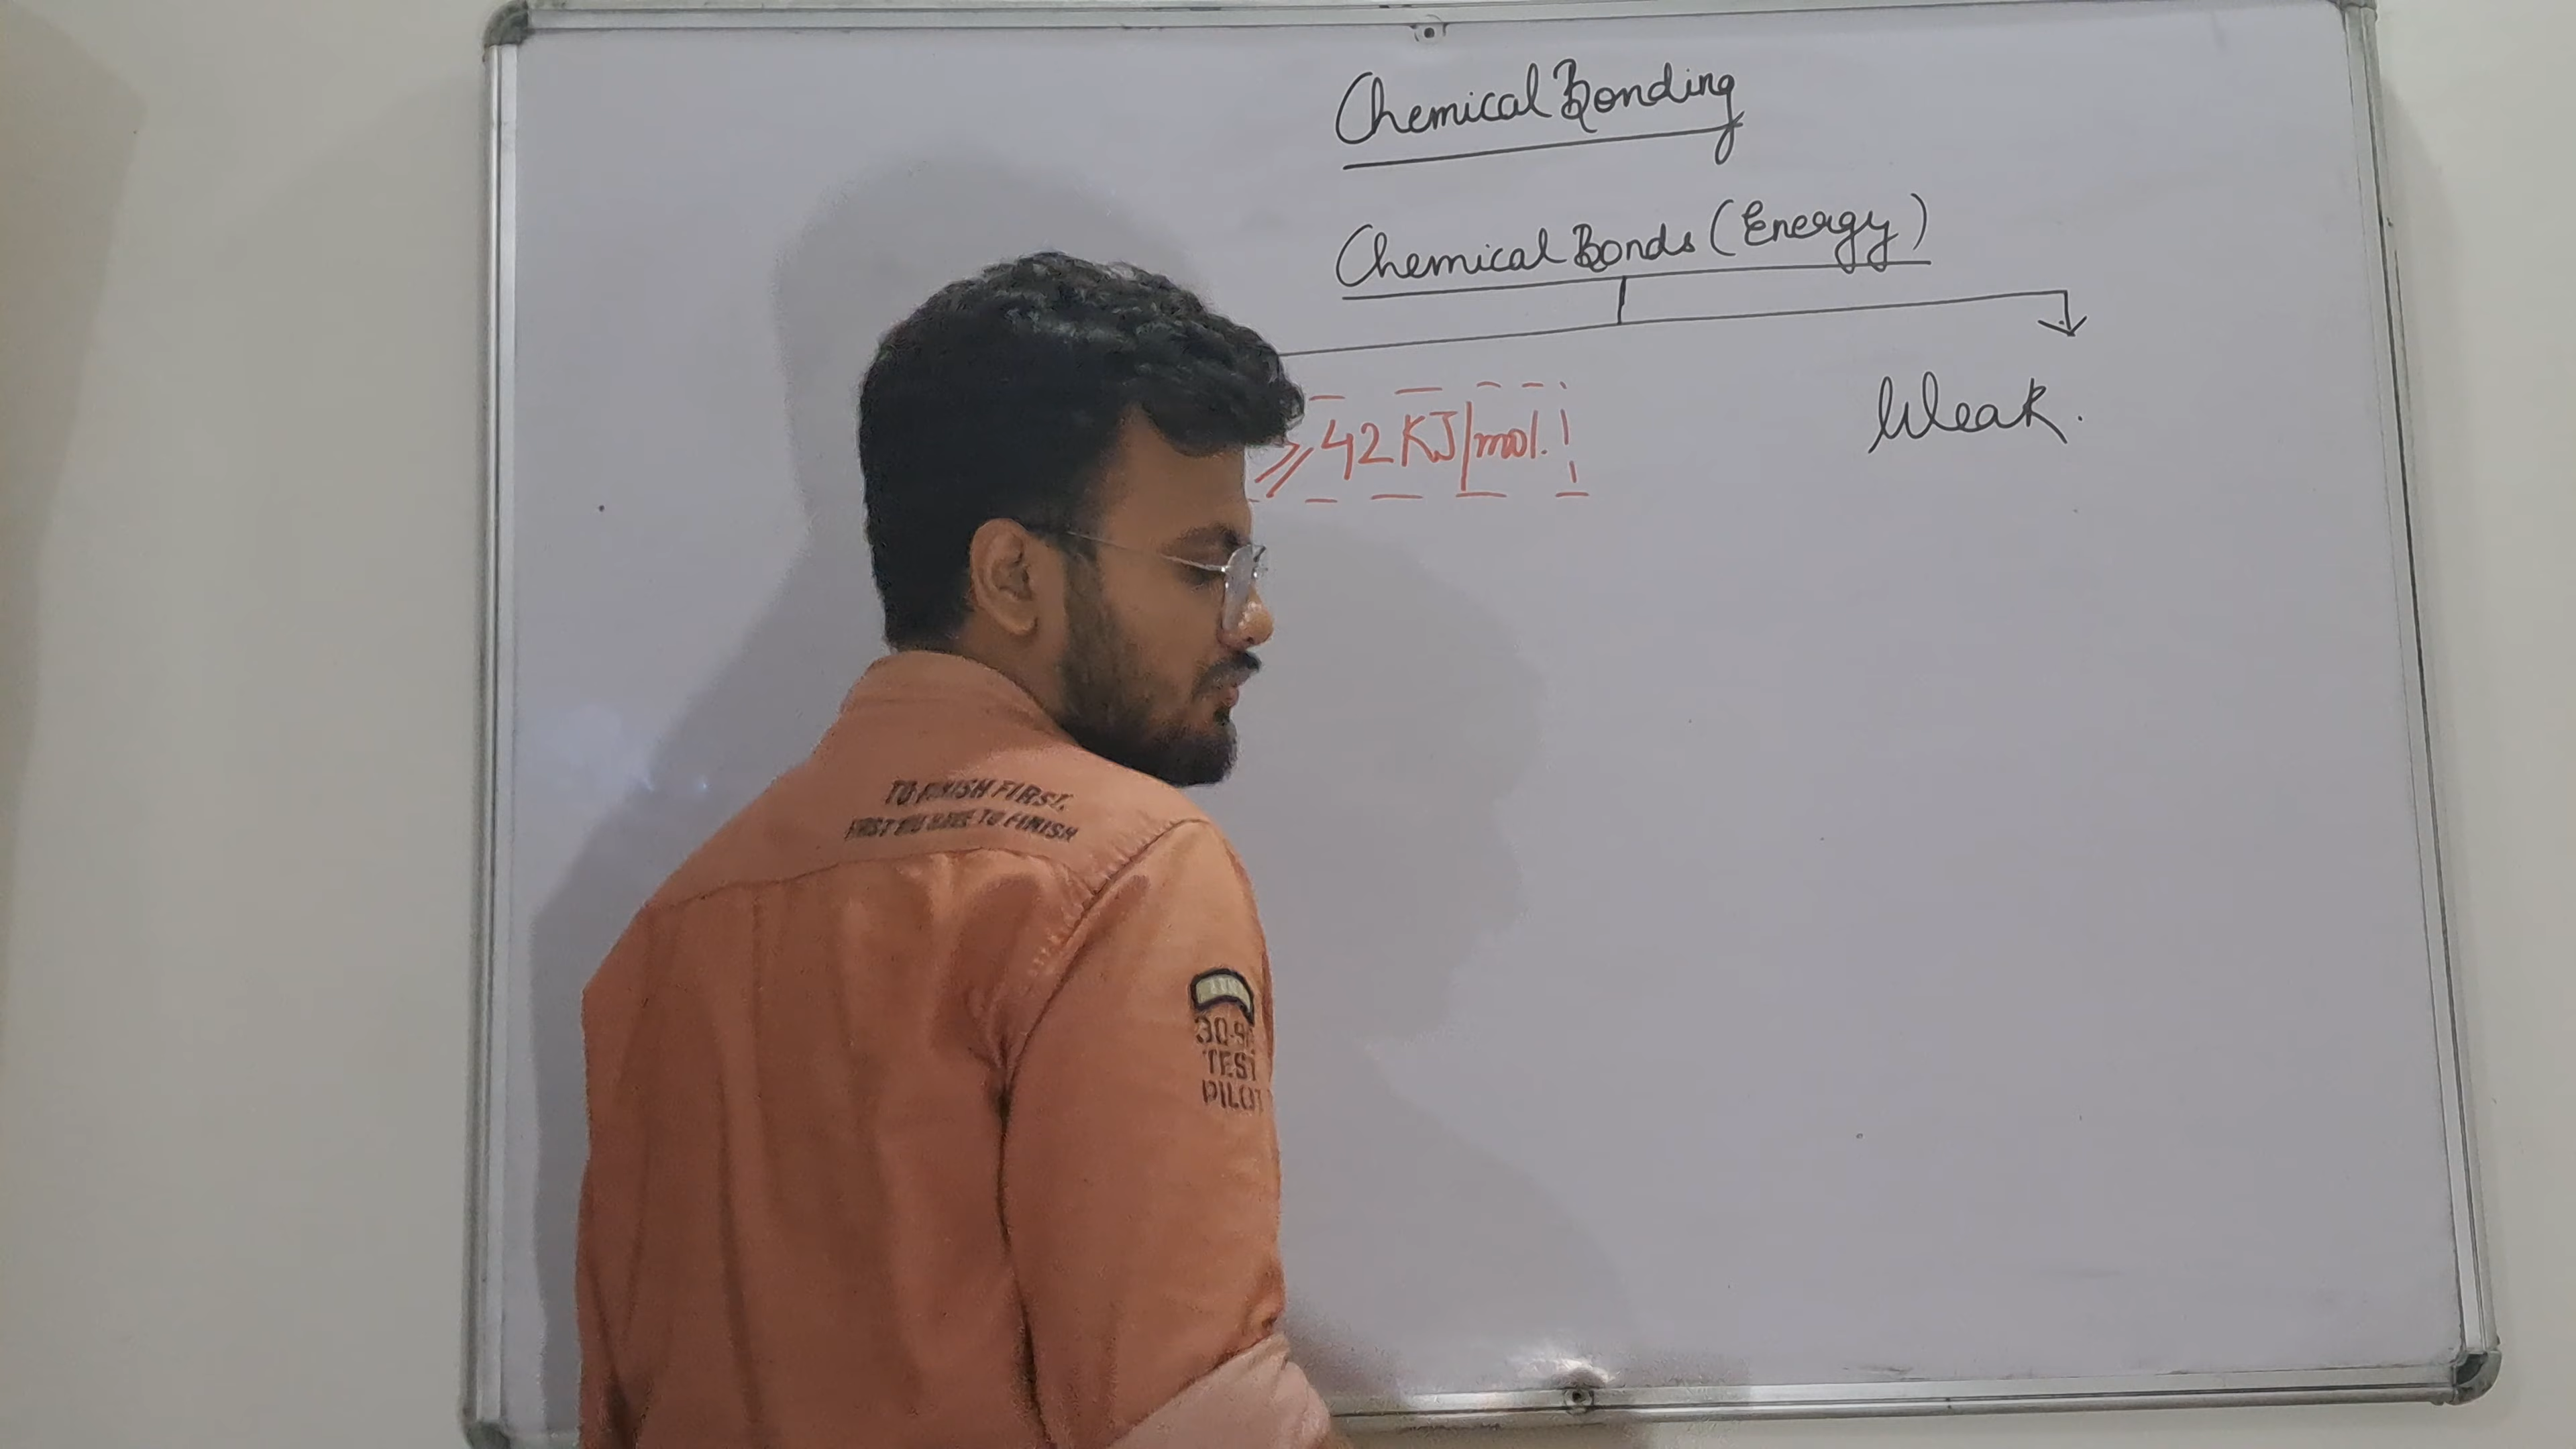 Chemical Bonding
Chemical Bonds (Energy)
⩾ 42 KJ/mol.
Weak.
TO FINISH FIRST,
FIRST YOU HAVE TO FINISH
TEST
PILOT